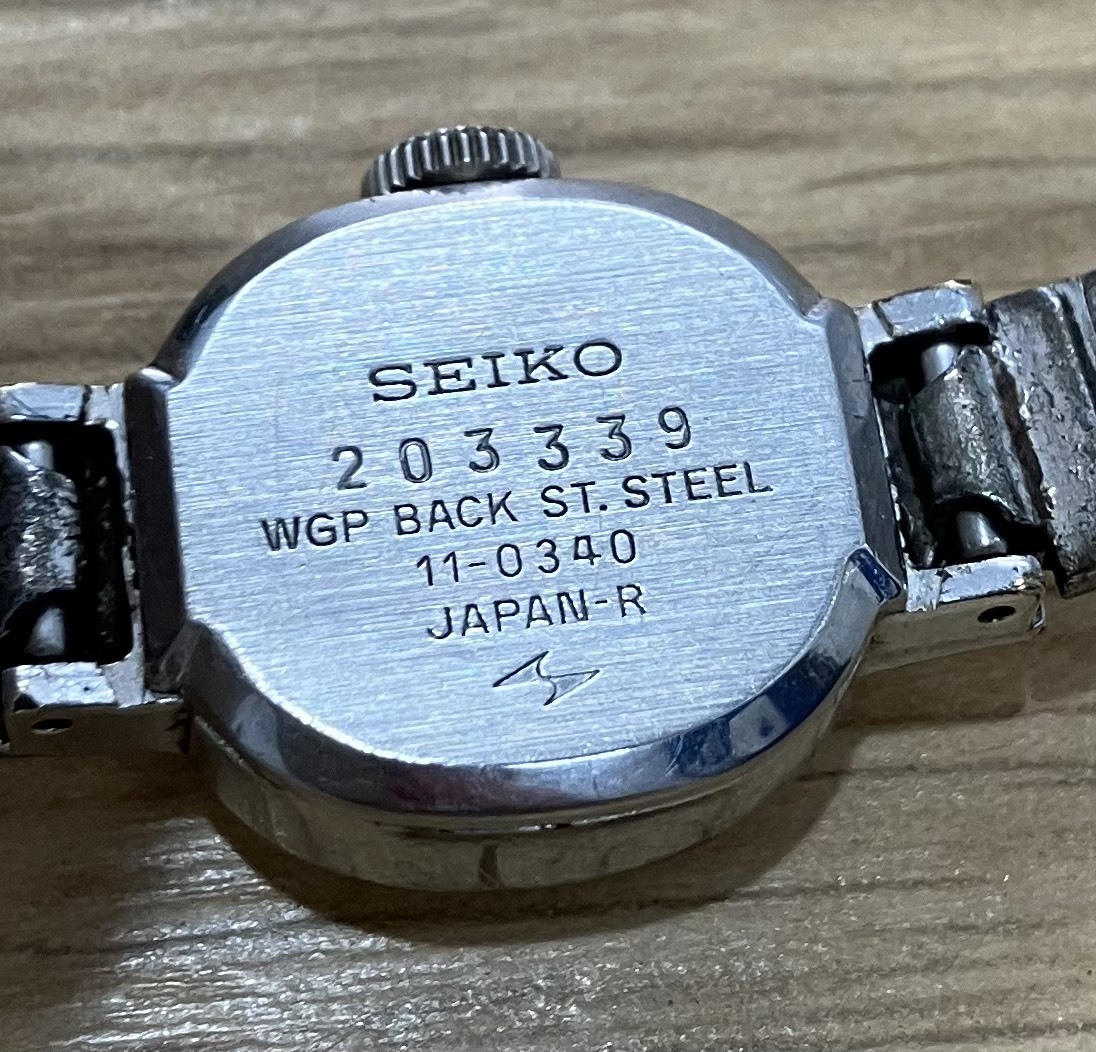 SEIKO
203339
WGP BACK ST. STEEL
11-0340
JAPAN-R